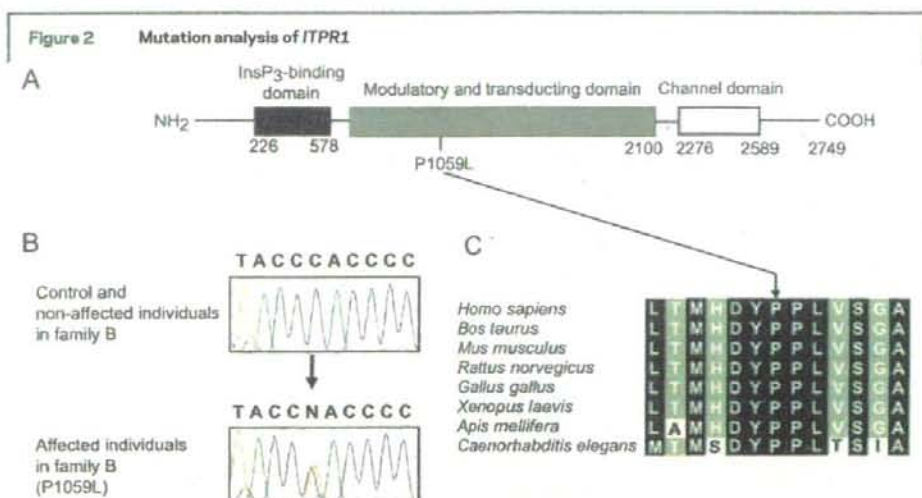 Figure 2 Mutation analysis of ITPR1
A
InsP3-binding domain
Modulatory and transducting domain
Channel domain
NH2
COOH
226 578 2100 2276 2589 2749
P1059L
B
T A C C C A C C C C
Control and
non-affected individuals
in family B
T A C C N A C C C C
Affected individuals
in family B
(P1059L)
C
Homo sapiens L T M H D Y P P L V S G A
Bos taurus L T M H D Y P P L V S G A
Mus musculus L T M H D Y P P L V S G A
Rattus norvegicus L T M H D Y P P L V S G A
Gallus gallus L T M H D Y P P L V S G A
Xenopus laevis L T M H D Y P P L V S G A
Apis mellifera L A M H D Y P P L V S G A
Caenorhabditis elegans M T M S D Y P P L T S I A